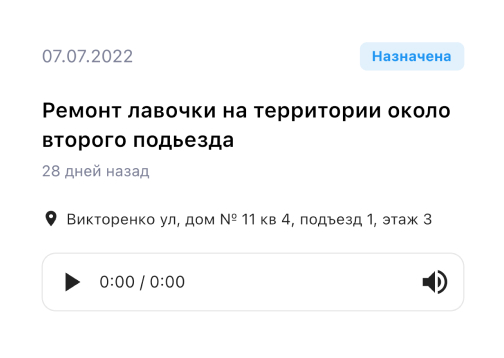 07.07.2022 Назначена
Ремонт лавочки на территории около
второго подьезда
28 дней назад
Викторенко ул, дом № 11 кв 4, подъезд 1, этаж 3
0:00 / 0:00